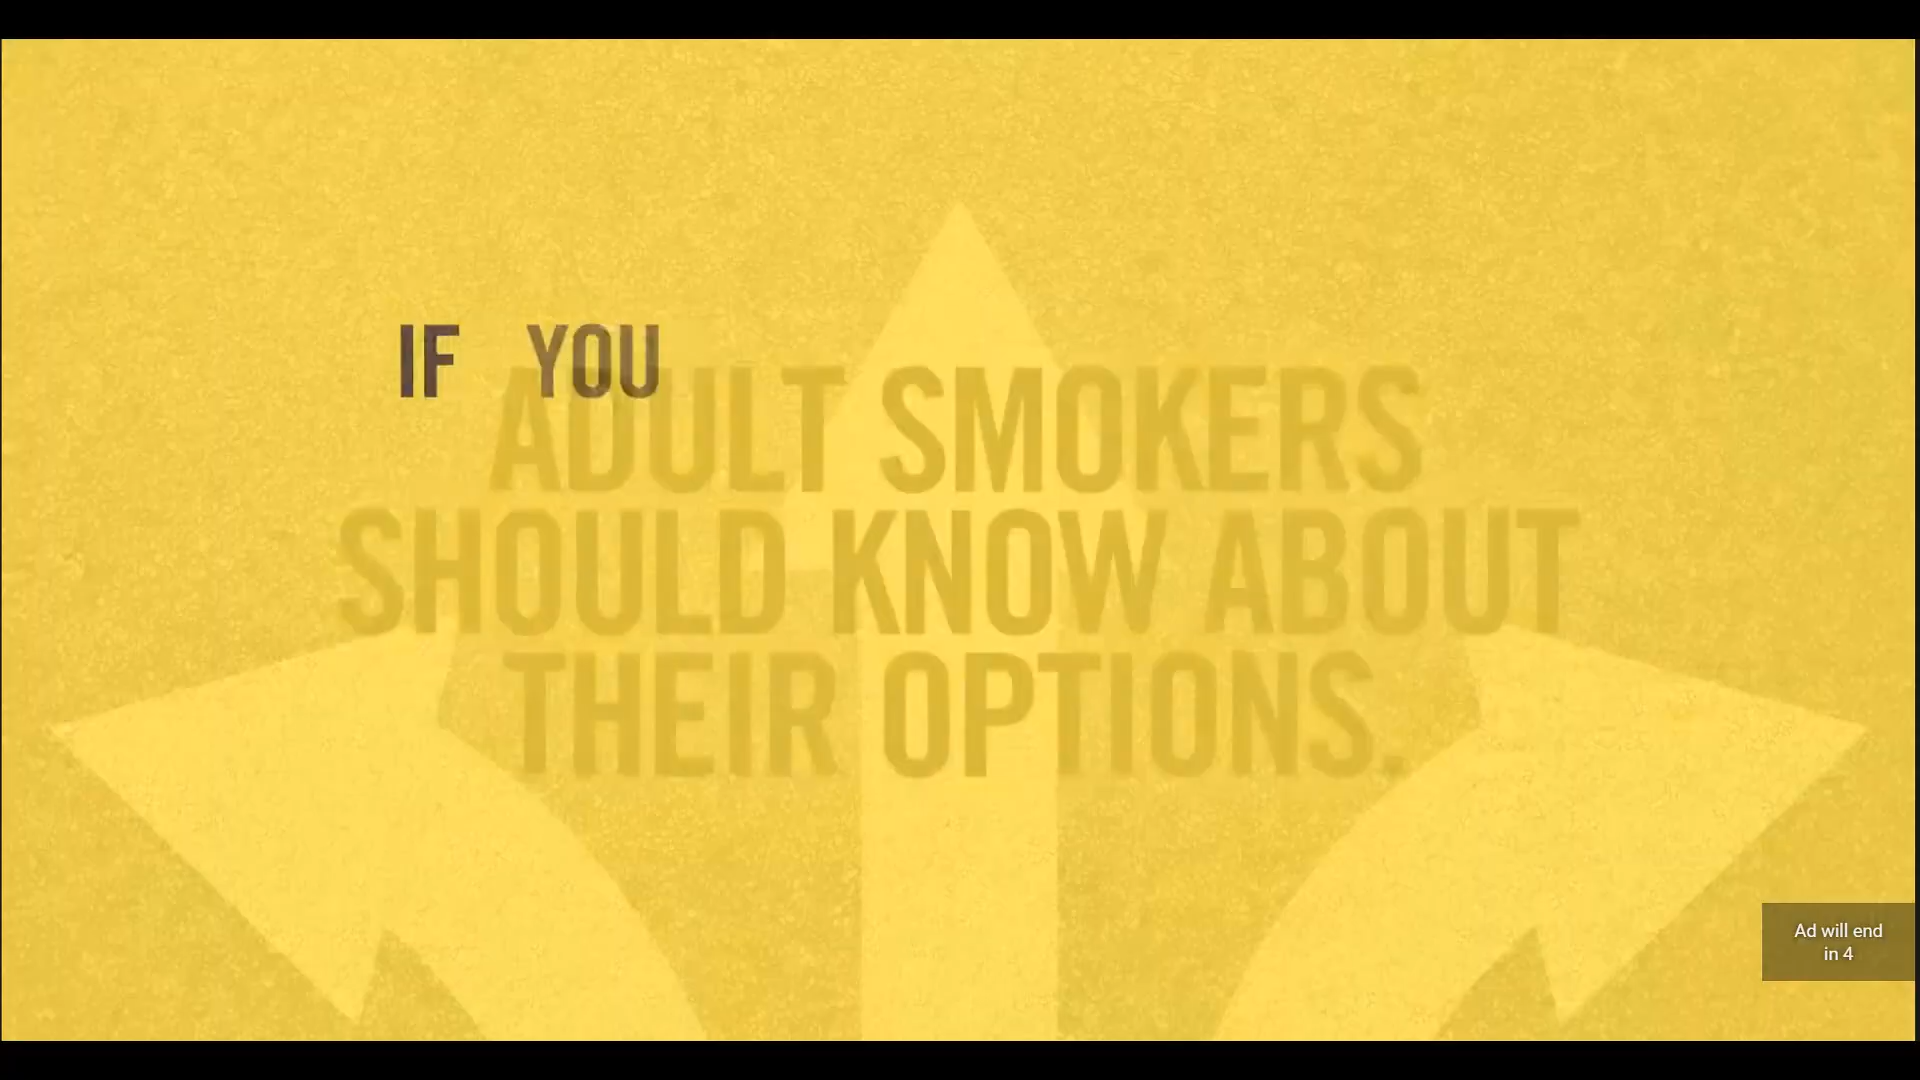 IF YOU
ADULT SMOKERS
SHOULD KNOW ABOUT
THEIR OPTIONS.
Ad will end
in 4